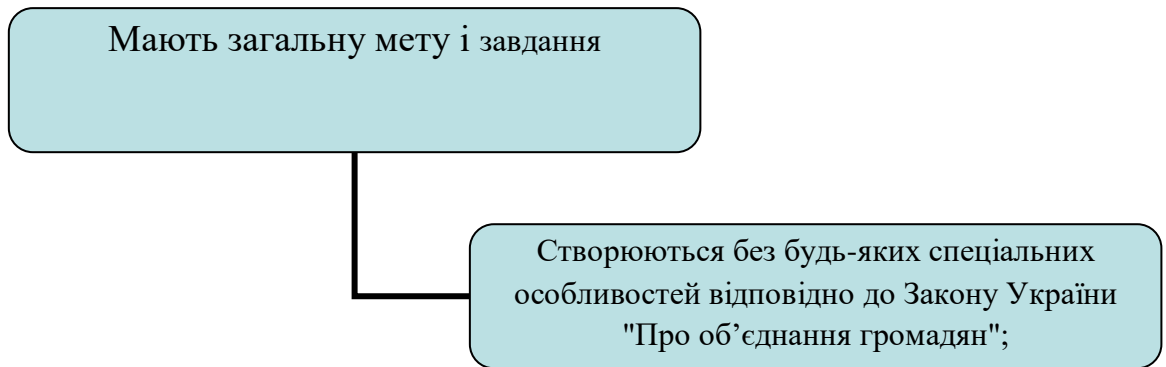 Мають загальну мету і завдання
Створюються без будь-яких спеціальних
особливостей відповідно до Закону України
"Про об’єднання громадян";